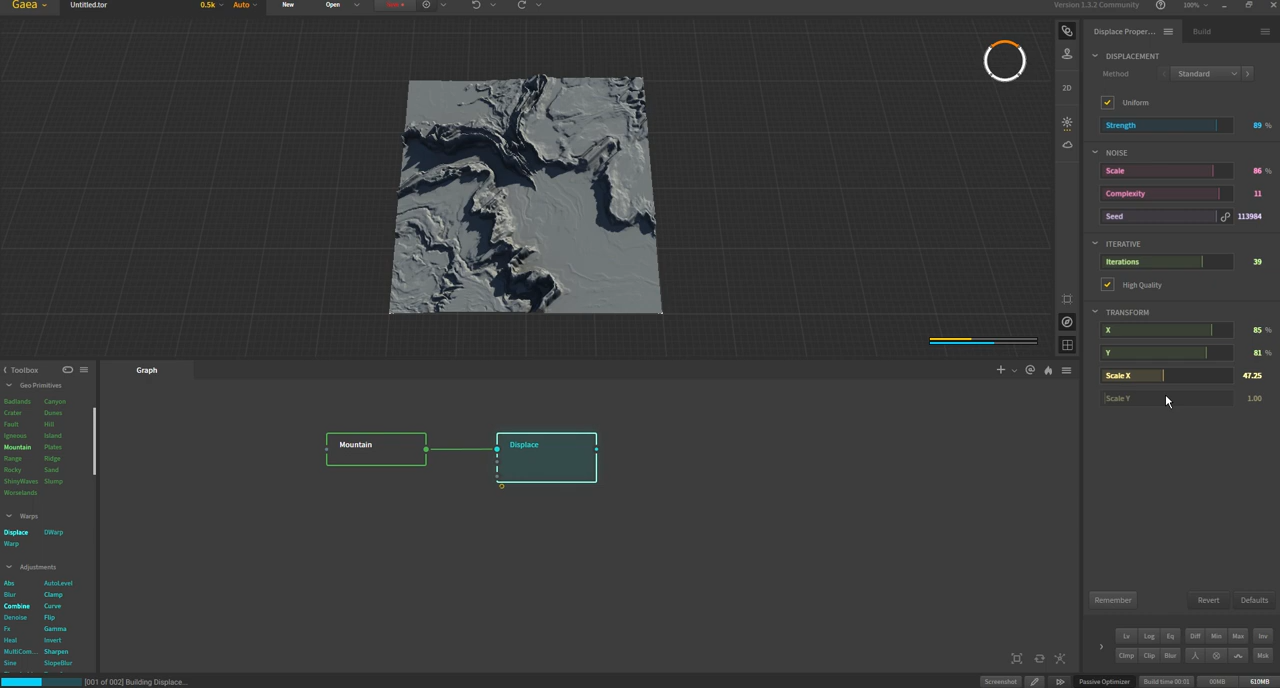 Gaea Untitled.tor 0.5k Auto New Open Version 1.3.2 Community 100%
Displace Proper... Build
DISPLACEMENT
Method Standard
2D
Uniform
Strength 89 %
NOISE
Scale 86 %
Complexity 11
Seed 113984
ITERATIVE
Iterations 39
High Quality
TRANSFORM
X 85 %
Y 81 %
Scale X 47.25
Scale Y 1.00
Remember Revert Defaults
Lv Log Eq Diff Min Max Inv
Clmp Clip Blur Msk
Toolbox
Graph
Geo Primitives
Badlands Canyon
Crater Dunes
Fault Hill
Igneous Island
Mountain Plates
Range Ridge
Rocky Sand
ShinyWaves Slump
Worselands
Warps
Displace DWarp
Warp
Adjustments
Abs AutoLevel
Blur Clamp
Combine Curve
Denoise Flip
Fx Gamma
Heal Invert
MultiCom... Sharpen
Sine SlopeBlur
Mountain
Displace
[001 of 002] Building Displace...
Screenshot Passive Optimizer Build time 00:01 00MB 610MB